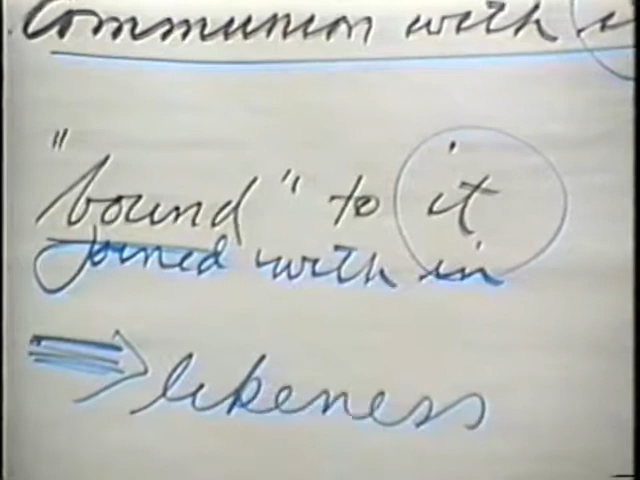 Communion with
"bound" to it
Joined with in
likeness